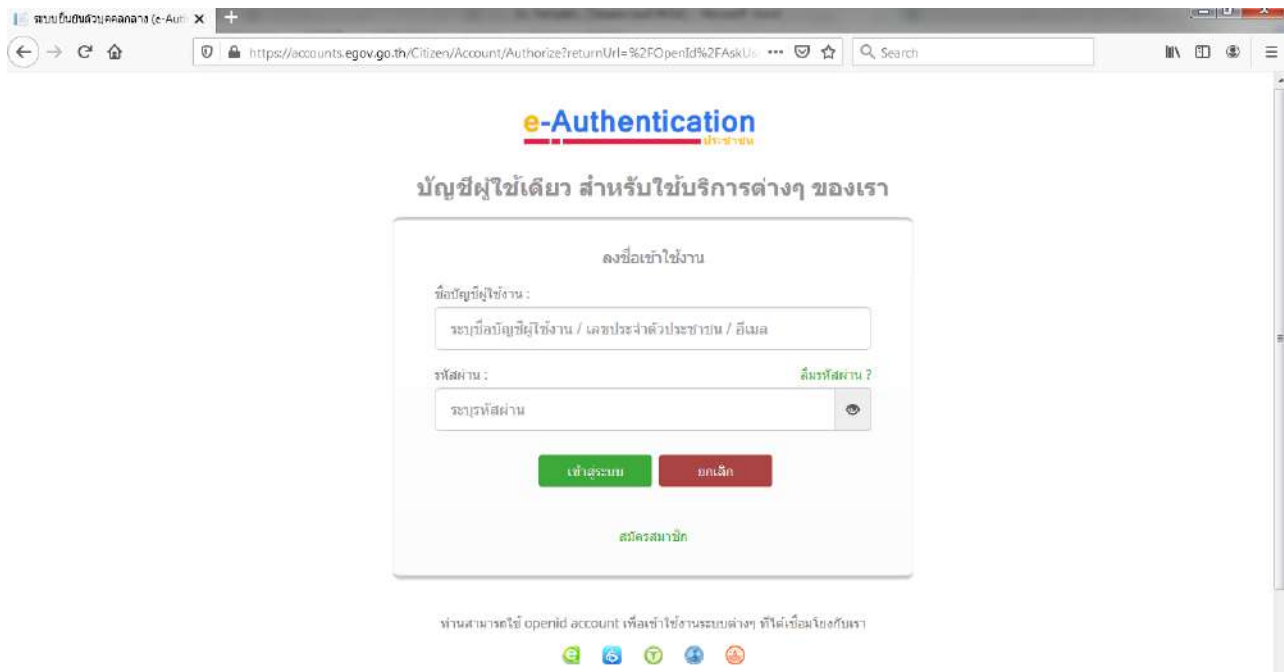 ระบบยืนยันตัวบุคคลกลาง (e-Auth
https://accounts.egov.go.th/Citizen/Account/Authorize?returnUrl=%2FOpenId%2FAskUs
Search
e-Authentication
ประชาชน
บัญชีผู้ใช้เดียว สำหรับใช้บริการต่างๆ ของเรา
ลงชื่อเข้าใช้งาน
ชื่อบัญชีผู้ใช้งาน :
ระบุชื่อบัญชีผู้ใช้งาน / เลขประจำตัวประชาชน / อีเมล
รหัสผ่าน :
ลืมรหัสผ่าน ?
ระบุรหัสผ่าน
เข้าสู่ระบบ
ยกเลิก
สมัครสมาชิก
ท่านสามารถใช้ openid account เพื่อเข้าใช้งานระบบต่างๆ ที่ได้เชื่อมโยงกับเรา